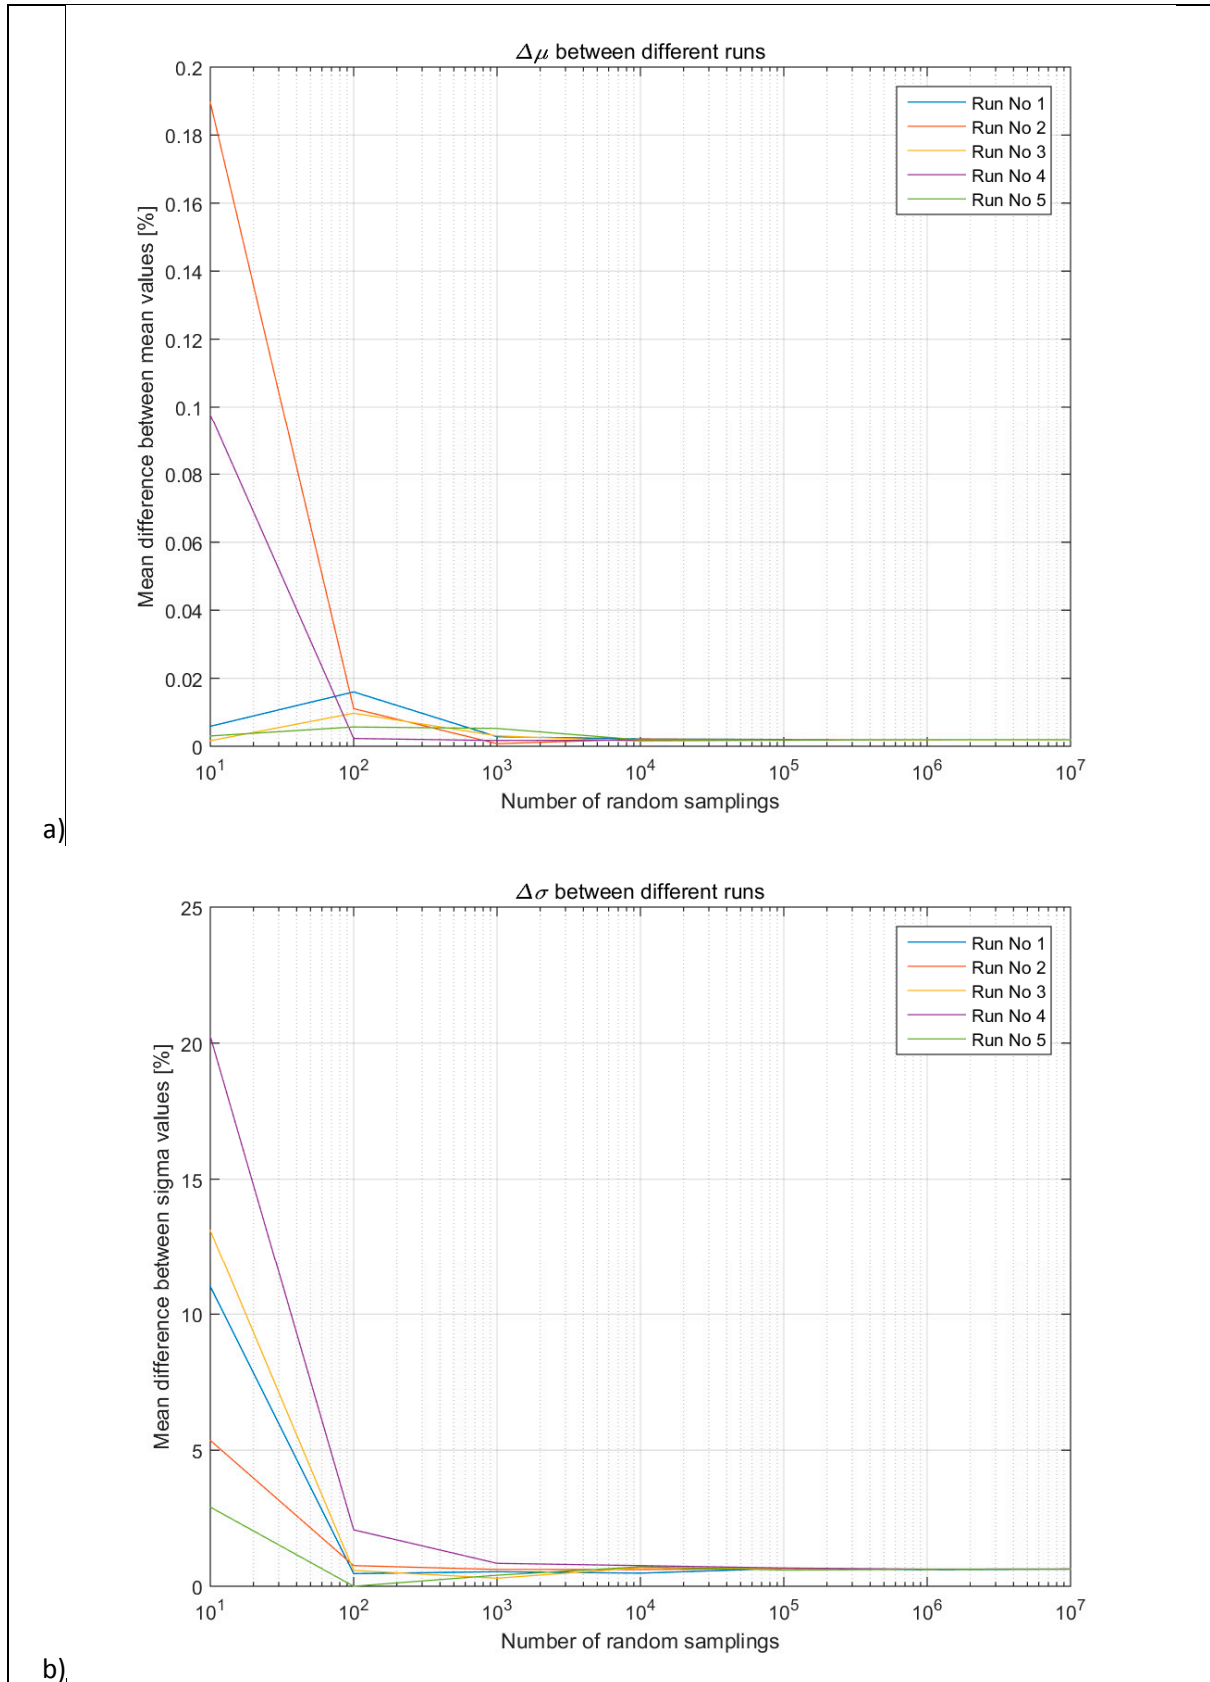 Δμ between different runs
0.2
0.18
0.16
0.14
0.12
0.1
0.08
0.06
0.04
0.02
0
Mean difference between mean values [%]
Run No 1
Run No 2
Run No 3
Run No 4
Run No 5
10^1 10^2 10^3 10^4 10^5 10^6 10^7
Number of random samplings
a)
Δσ between different runs
25
20
15
10
5
0
Mean difference between sigma values [%]
Run No 1
Run No 2
Run No 3
Run No 4
Run No 5
10^1 10^2 10^3 10^4 10^5 10^6 10^7
Number of random samplings
b)